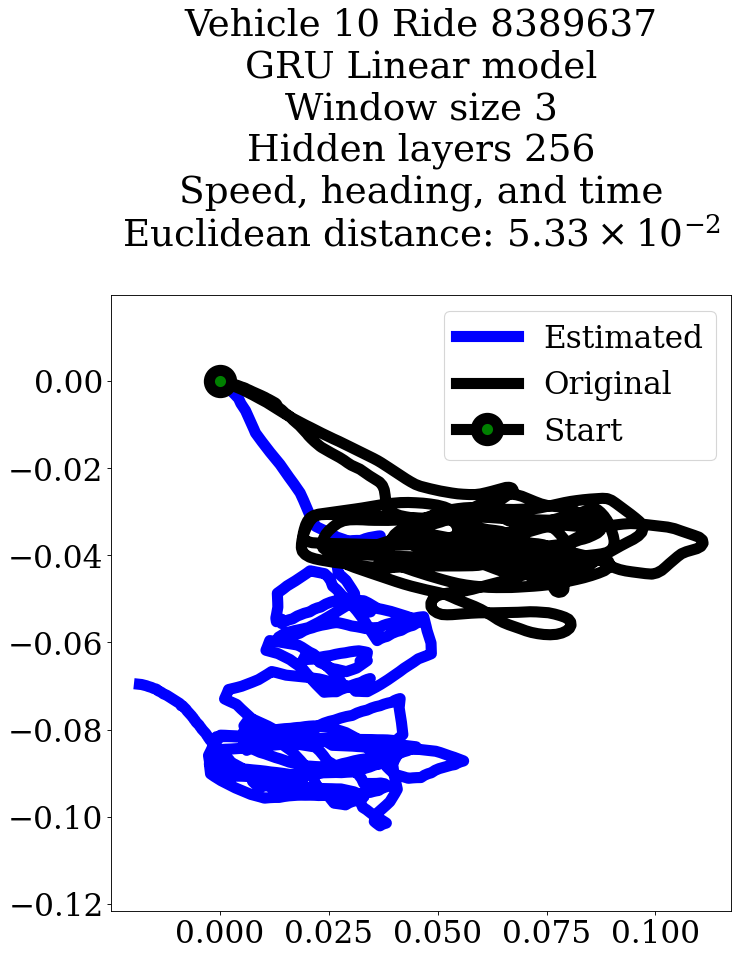 Vehicle 10 Ride 8389637
GRU Linear model
Window size 3
Hidden layers 256
Speed, heading, and time
Euclidean distance: 5.33 × 10⁻²
Estimated
Original
Start
0.00
−0.02
−0.04
−0.06
−0.08
−0.10
−0.12
0.000 0.025 0.050 0.075 0.100